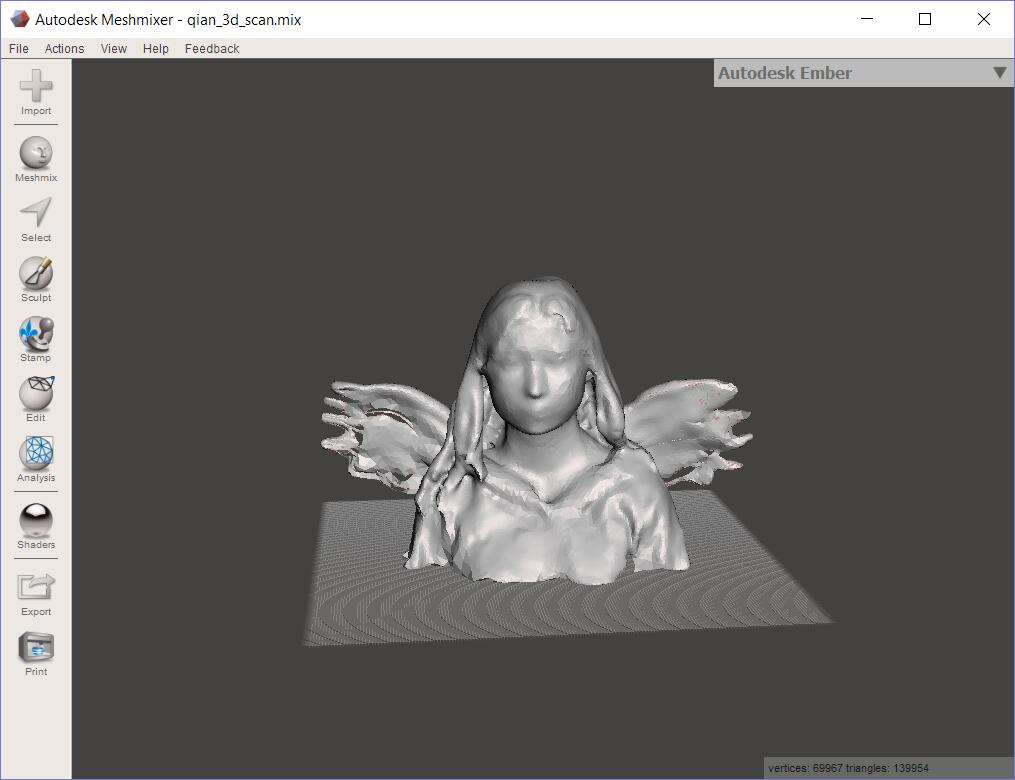 Autodesk Meshmixer - qian_3d_scan.mix
File Actions View Help Feedback
Autodesk Ember
Import
Meshmix
Select
Sculpt
Stamp
Edit
Analysis
Shaders
Export
Print
vertices: 69967 triangles: 139954